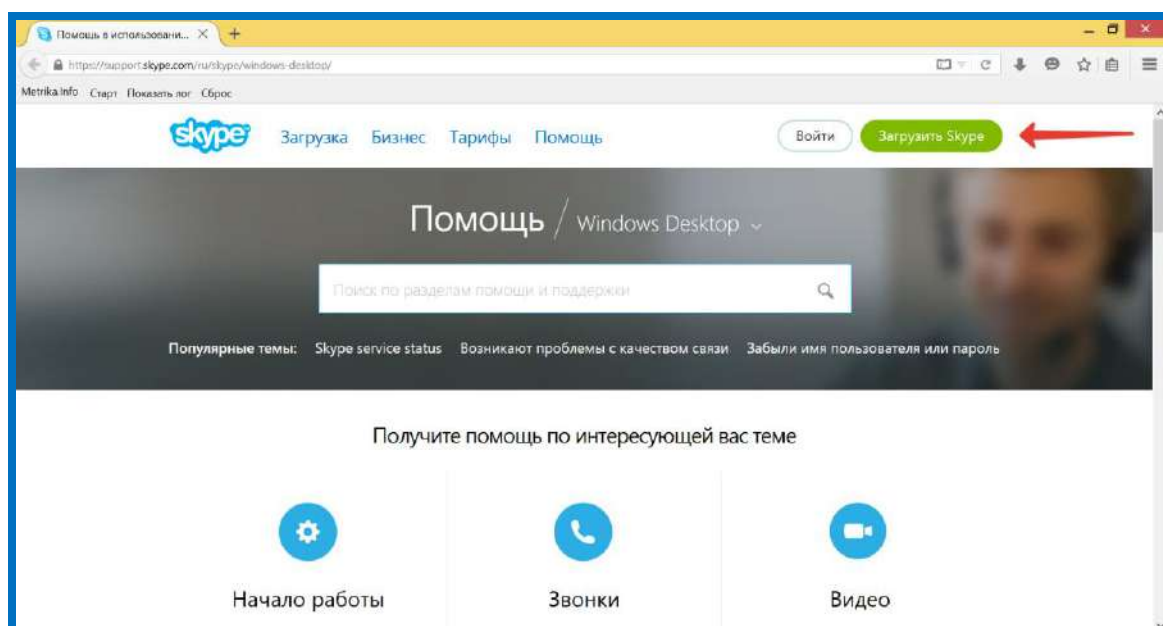 Помощь в использовани...
https://support.skype.com/ru/skype/windows-desktop/
Metrika.Info Старт Показать лог Сброс
skype Загрузка Бизнес Тарифы Помощь Войти Загрузить Skype
Помощь / Windows Desktop
Поиск по разделам помощи и поддержки
Популярные темы: Skype service status Возникают проблемы с качеством связи Забыли имя пользователя или пароль
Получите помощь по интересующей вас теме
Начало работы Звонки Видео